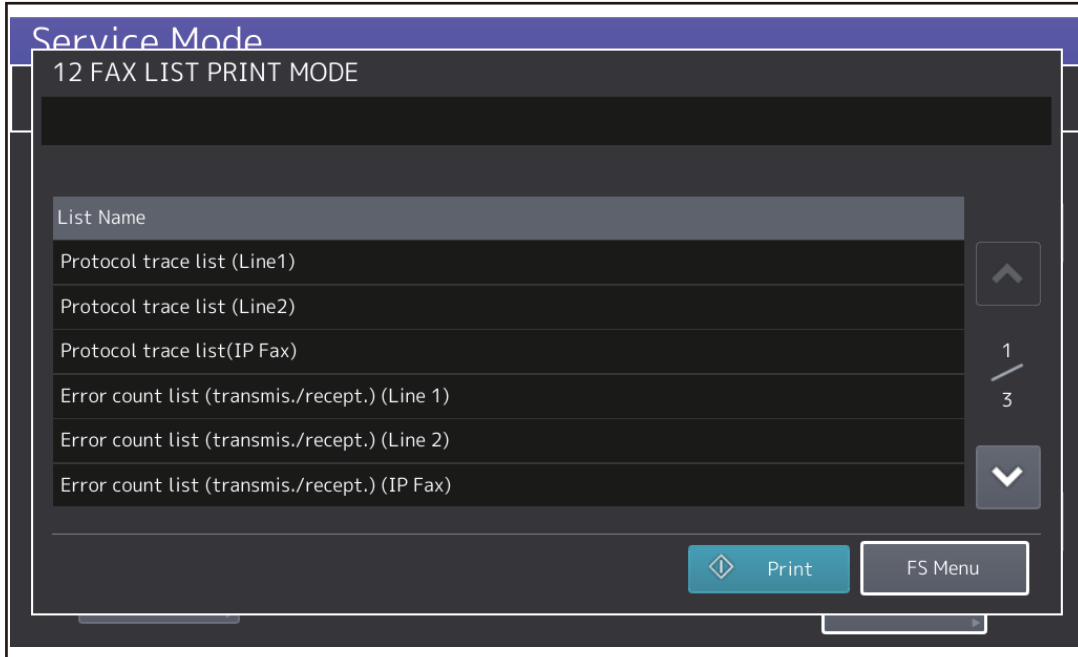 Service Mode
12 FAX LIST PRINT MODE
List Name
Protocol trace list (Line1)
Protocol trace list (Line2)
Protocol trace list(IP Fax)
1
3
Error count list (transmis./recept.) (Line 1)
Error count list (transmis./recept.) (Line 2)
Error count list (transmis./recept.) (IP Fax)
Print
FS Menu